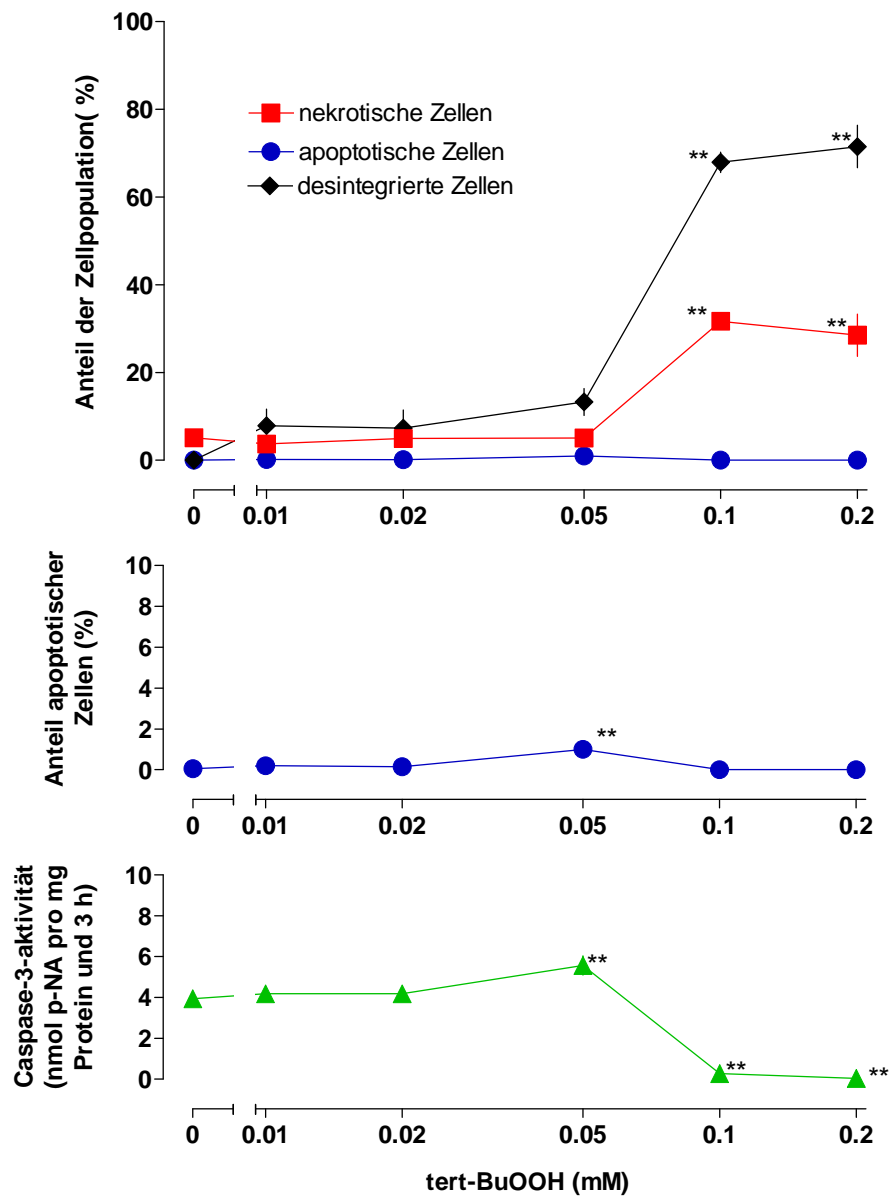 100
80
60
40
20
0
Anteil der Zellpopulation( %)
nekrotische Zellen
apoptotische Zellen
desintegrierte Zellen
**
**
**
**
0 0.01 0.02 0.05 0.1 0.2
10
8
6
4
2
0
Anteil apoptotischer
Zellen (%)
**
0 0.01 0.02 0.05 0.1 0.2
10
8
6
4
2
0
Caspase-3-aktivität
(nmol p-NA pro mg
Protein und 3 h)
**
**
**
0 0.01 0.02 0.05 0.1 0.2
tert-BuOOH (mM)